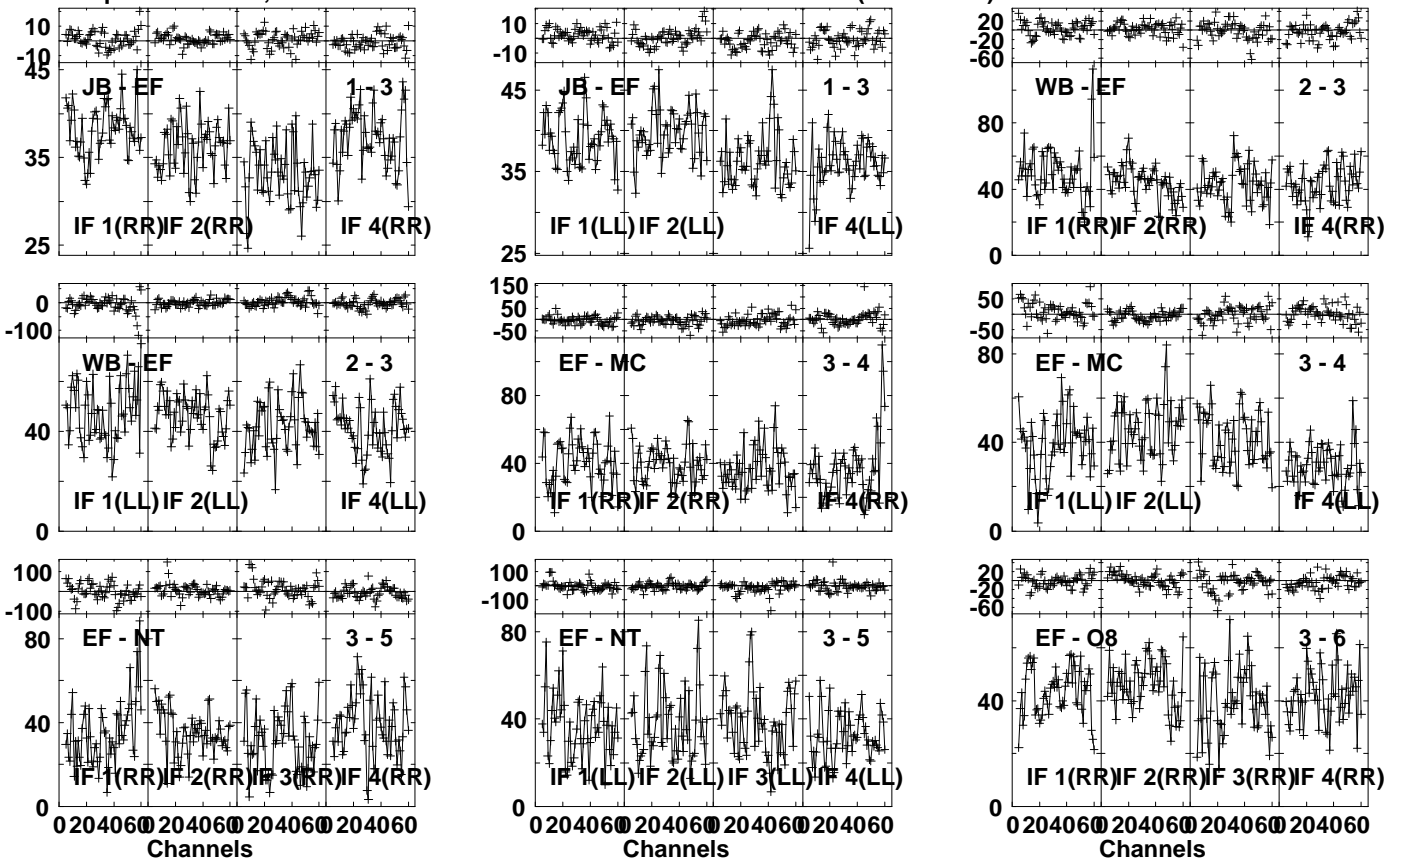 10
-10
45
35
25
JB - EF
1 - 3
IF 1(RR)
IF 2(RR)
IF 4(RR)
10
-10
45
35
25
JB - EF
1 - 3
IF 1(LL)
IF 2(LL)
IF 4(LL)
20
-20
-60
80
40
0
WB - EF
2 - 3
IF 1(RR)
IF 2(RR)
IF 4(RR)
0
-100
40
0
WB - EF
2 - 3
IF 1(LL)
IF 2(LL)
IF 4(LL)
150
50
-50
80
40
0
EF - MC
3 - 4
IF 1(RR)
IF 2(RR)
IF 4(RR)
50
-50
80
40
0
EF - MC
3 - 4
IF 1(LL)
IF 2(LL)
IF 4(LL)
100
-100
80
40
0
EF - NT
3 - 5
IF 1(RR)
IF 2(RR)
IF 3(RR)
IF 4(RR)
0 204060 0 204060 0 204060 0 204060
Channels
100
-100
80
40
0
EF - NT
3 - 5
IF 1(LL)
IF 2(LL)
IF 3(LL)
IF 4(LL)
0 204060 0 204060 0 204060 0 204060
Channels
20
-20
-60
40
0
EF - O8
3 - 6
IF 1(RR)
IF 2(RR)
IF 3(RR)
IF 4(RR)
0 204060 0 204060 0 204060 0 204060
Channels